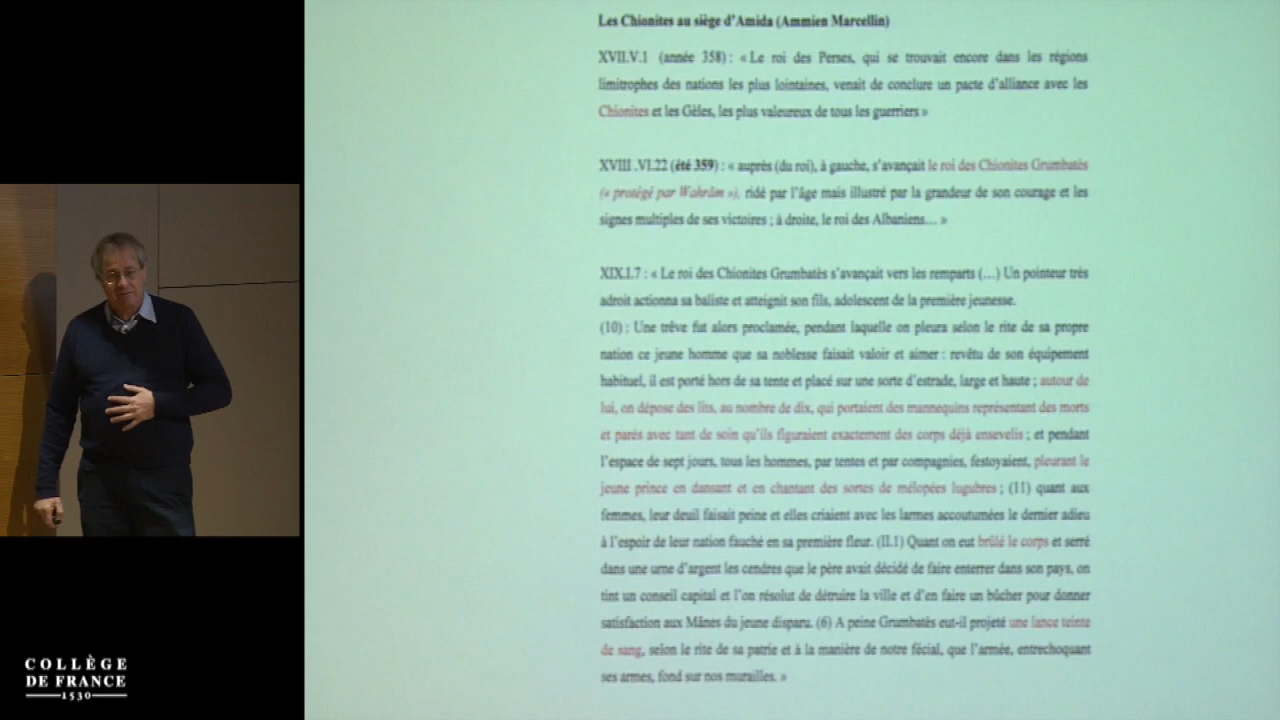 Les Chionites au siège d'Amida (Ammien Marcellin)
XVII.V.1 (année 358) : « Le roi des Perses, qui se trouvait encore dans les régions
limitrophes des nations les plus lointaines, venait de conclure un pacte d'alliance avec les
Chionites et les Gèles, les plus valeureux de tous les guerriers »
XVIII .VI.22 (été 359) : « auprès (du roi), à gauche, s'avançait le roi des Chionites Grumbatès
(« protégé par Wahrâm »), ridé par l'âge mais illustré par la grandeur de son courage et les
signes multiples de ses victoires ; à droite, le roi des Albaniens... »
XIX.I.7 : « Le roi des Chionites Grumbatès s'avançait vers les remparts (...) Un pointeur très
adroit actionna sa baliste et atteignit son fils, adolescent de la première jeunesse.
(10) : Une trêve fut alors proclamée, pendant laquelle on pleura selon le rite de sa propre
nation ce jeune homme que sa noblesse faisait valoir et aimer : revêtu de son équipement
habituel, il est porté hors de sa tente et placé sur une sorte d'estrade, large et haute ; autour de
lui, on dépose des lits, au nombre de dix, qui portaient des mannequins représentant des morts
et parés avec tant de soin qu'ils figuraient exactement des corps déjà ensevelis ; et pendant
l'espace de sept jours, tous les hommes, par tentes et par compagnies, festoyaient, pleurant le
jeune prince en dansant et en chantant des sortes de mélopées lugubres ; (11) quant aux
femmes, leur deuil faisait peine et elles criaient avec les larmes accoutumées le dernier adieu
à l'espoir de leur nation fauché en sa première fleur. (II.1) Quant on eut brûlé le corps et serré
dans une urne d'argent les cendres que le père avait décidé de faire enterrer dans son pays, on
tint un conseil capital et l'on résolut de détruire la ville et d'en faire un bûcher pour donner
satisfaction aux Mânes du jeune disparu. (6) A peine Grumbatès eut-il projeté une lance teinte
de sang, selon le rite de sa patrie et à la manière de notre fécial, que l'armée, entrechoquant
ses armes, fond sur nos murailles. »
COLLÈGE
DE FRANCE
1530